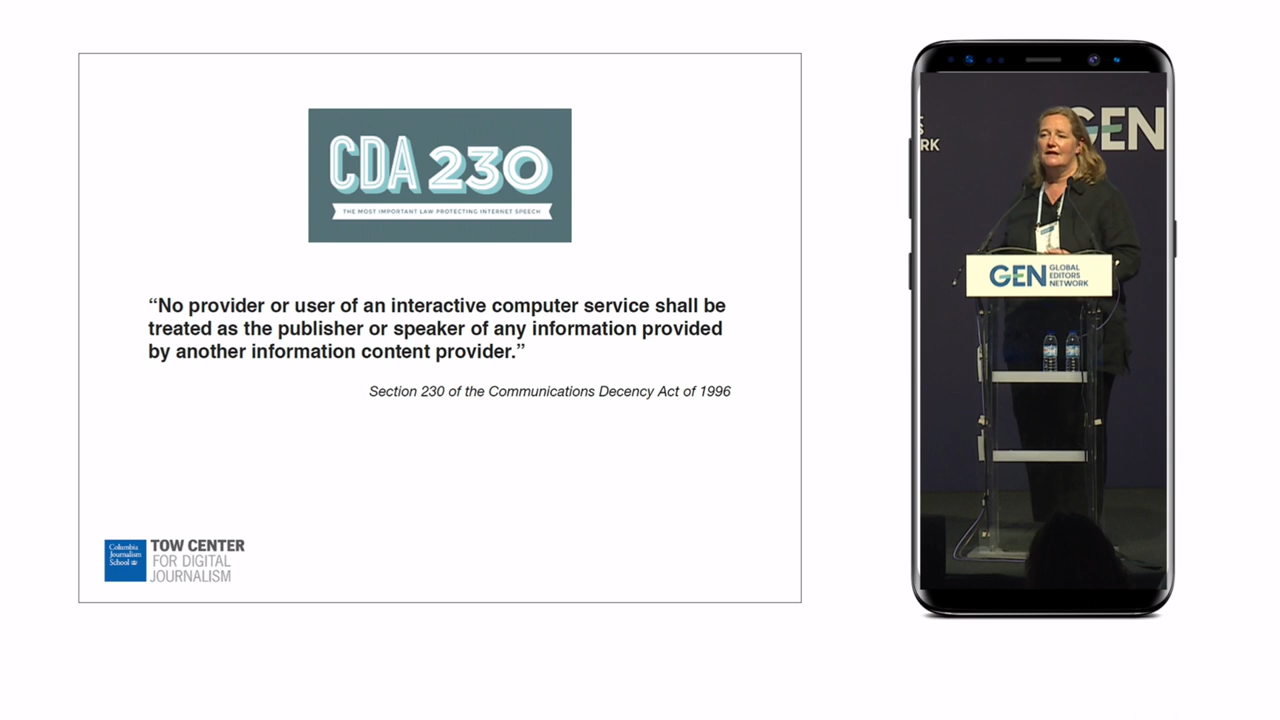 CDA 230
THE MOST IMPORTANT LAW PROTECTING INTERNET SPEECH
“No provider or user of an interactive computer service shall be
treated as the publisher or speaker of any information provided
by another information content provider.”
Section 230 of the Communications Decency Act of 1996
Columbia
Journalism
School
TOW CENTER
FOR DIGITAL
JOURNALISM
GEN
RK
GEN
GLOBAL
EDITORS
NETWORK